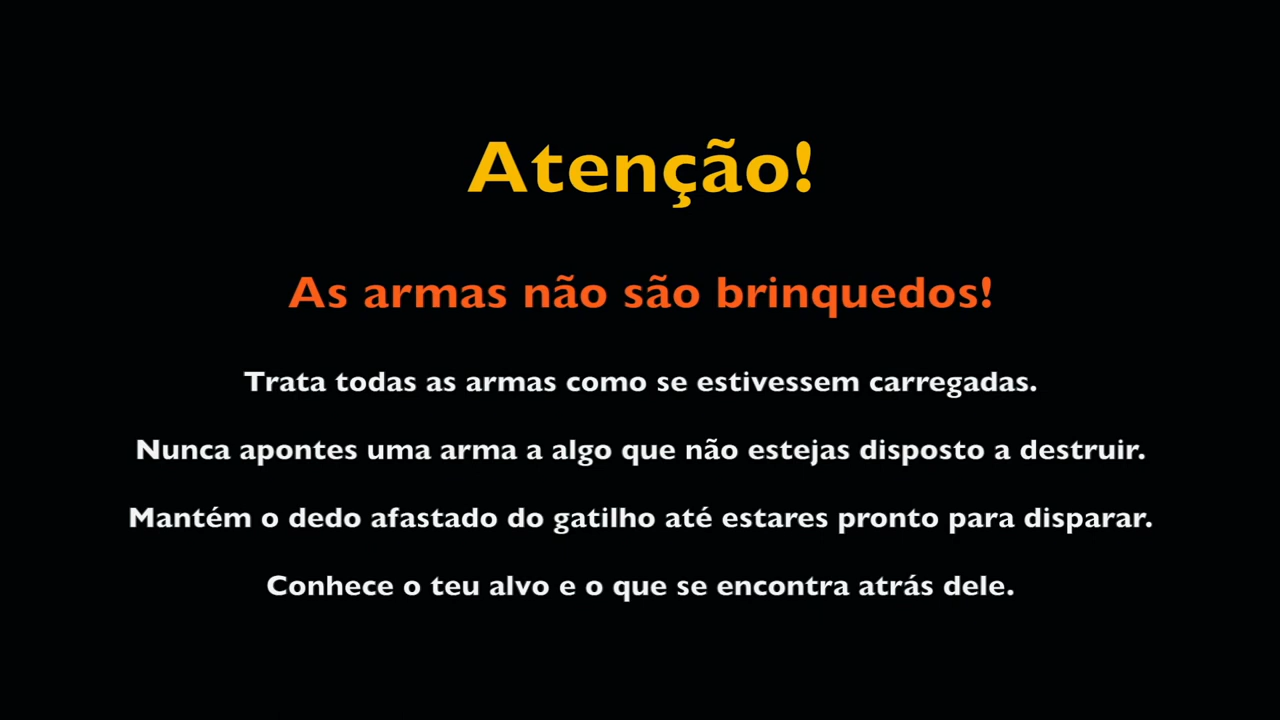 Atenção!
As armas não são brinquedos!
Trata todas as armas como se estivessem carregadas.
Nunca apontes uma arma a algo que não estejas disposto a destruir.
Mantém o dedo afastado do gatilho até estares pronto para disparar.
Conhece o teu alvo e o que se encontra atrás dele.